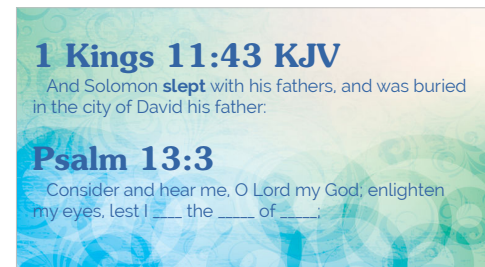 1 Kings 11:43 KJV
And Solomon slept with his fathers, and was buried
in the city of David his father:
Psalm 13:3
Consider and hear me, O Lord my God; enlighten
my eyes, lest I ____ the _____ of _____;